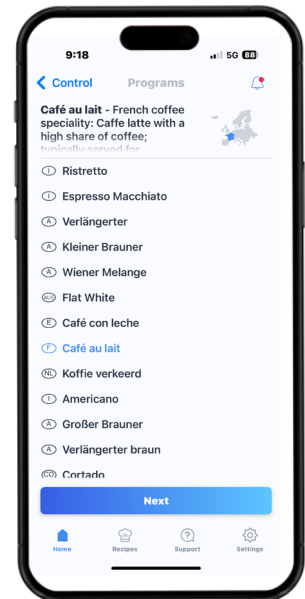 9:18
5G 88
Control
Programs
Café au lait - French coffee
speciality: Caffe latte with a
high share of coffee;
typically served for
I Ristretto
I Espresso Macchiato
A Verlängerter
A Kleiner Brauner
A Wiener Melange
AUS Flat White
E Café con leche
F Café au lait
NL Koffie verkeerd
I Americano
A Großer Brauner
A Verlängerter braun
CO Cortado
Next
Home
Recipes
Support
Settings